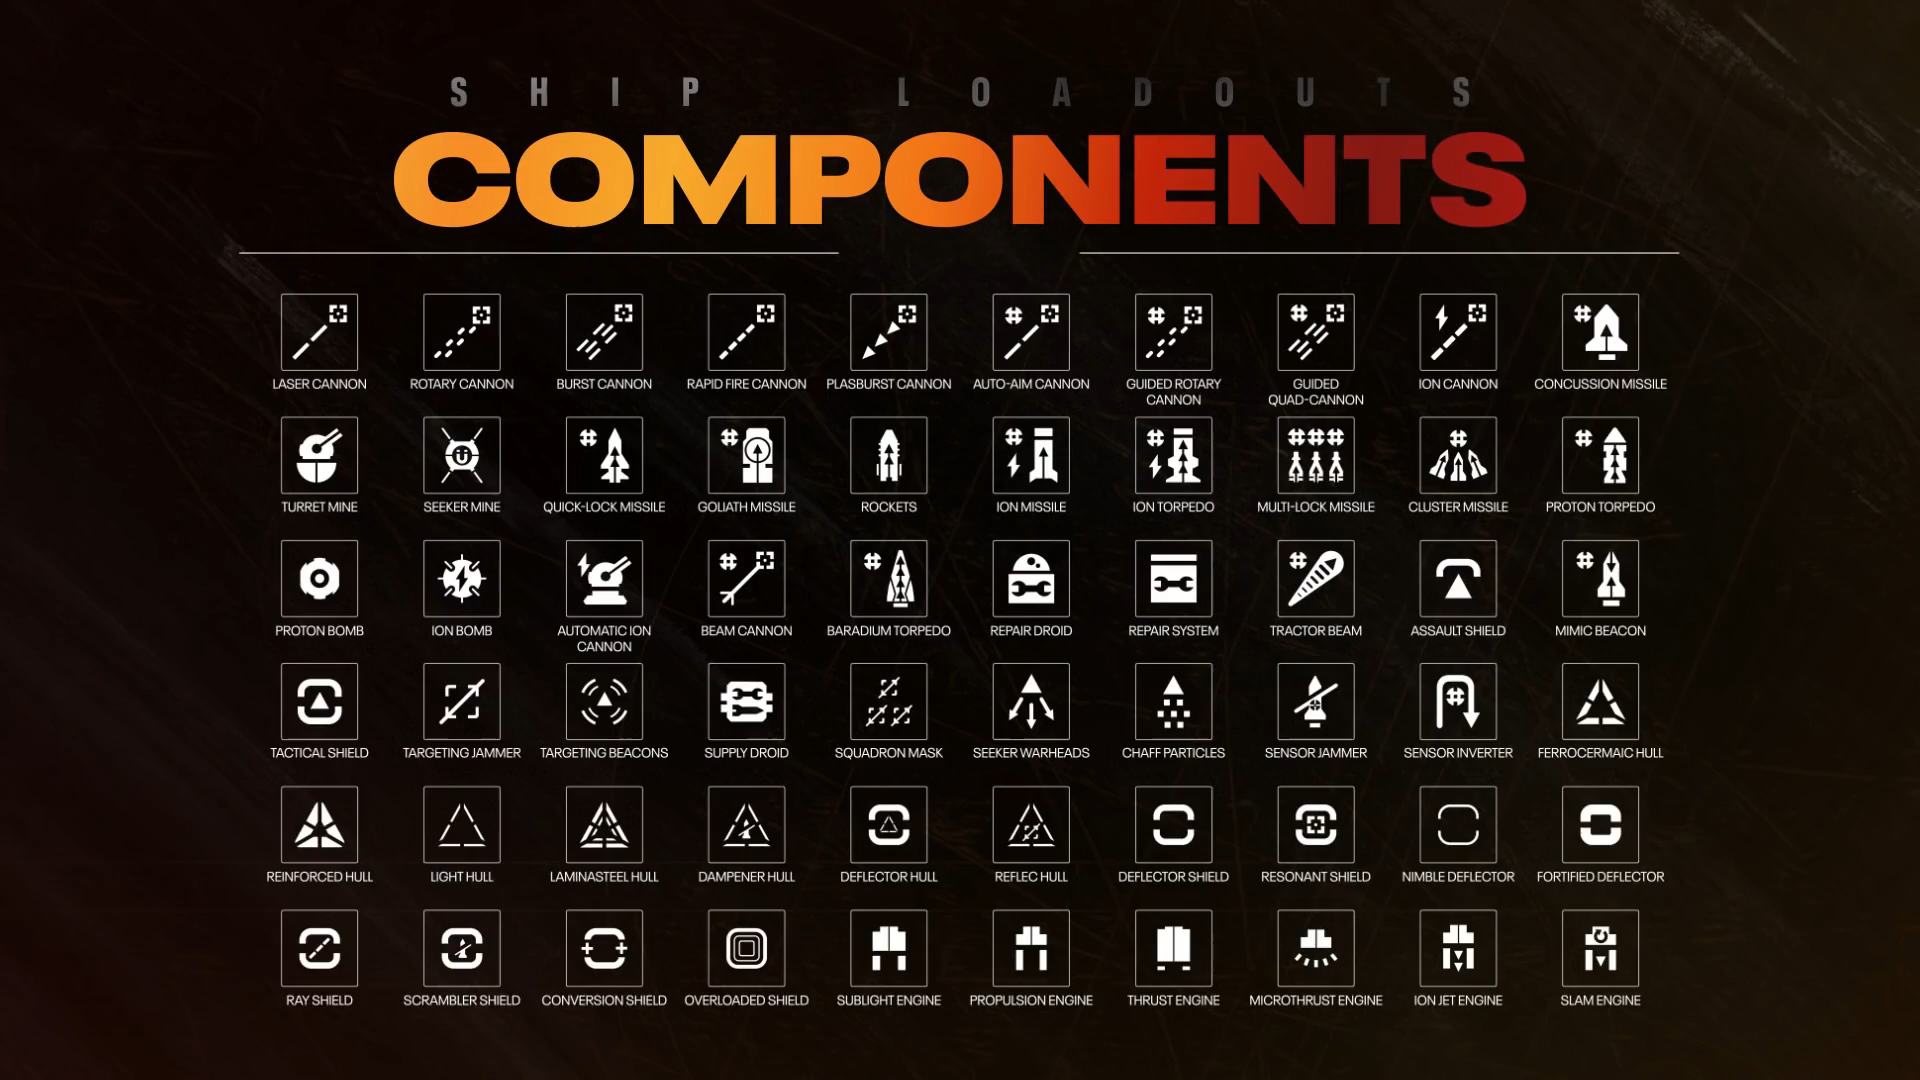 SHIP LOADOUTS
COMPONENTS
LASER CANNON
ROTARY CANNON
BURST CANNON
RAPID FIRE CANNON
PLASBURST CANNON
AUTO-AIM CANNON
GUIDED ROTARY
CANNON
GUIDED
QUAD-CANNON
ION CANNON
CONCUSSION MISSILE
TURRET MINE
SEEKER MINE
QUICK-LOCK MISSILE
GOLIATH MISSILE
ROCKETS
ION MISSILE
ION TORPEDO
MULTI-LOCK MISSILE
CLUSTER MISSILE
PROTON TORPEDO
PROTON BOMB
ION BOMB
AUTOMATIC ION
CANNON
BEAM CANNON
BARADIUM TORPEDO
REPAIR DROID
REPAIR SYSTEM
TRACTOR BEAM
ASSAULT SHIELD
MIMIC BEACON
TACTICAL SHIELD
TARGETING JAMMER
TARGETING BEACONS
SUPPLY DROID
SQUADRON MASK
SEEKER WARHEADS
CHAFF PARTICLES
SENSOR JAMMER
SENSOR INVERTER
FERROCERMAIC HULL
REINFORCED HULL
LIGHT HULL
LAMINASTEEL HULL
DAMPENER HULL
DEFLECTOR HULL
REFLEC HULL
DEFLECTOR SHIELD
RESONANT SHIELD
NIMBLE DEFLECTOR
FORTIFIED DEFLECTOR
RAY SHIELD
SCRAMBLER SHIELD
CONVERSION SHIELD
OVERLOADED SHIELD
SUBLIGHT ENGINE
PROPULSION ENGINE
THRUST ENGINE
MICROTHRUST ENGINE
ION JET ENGINE
SLAM ENGINE